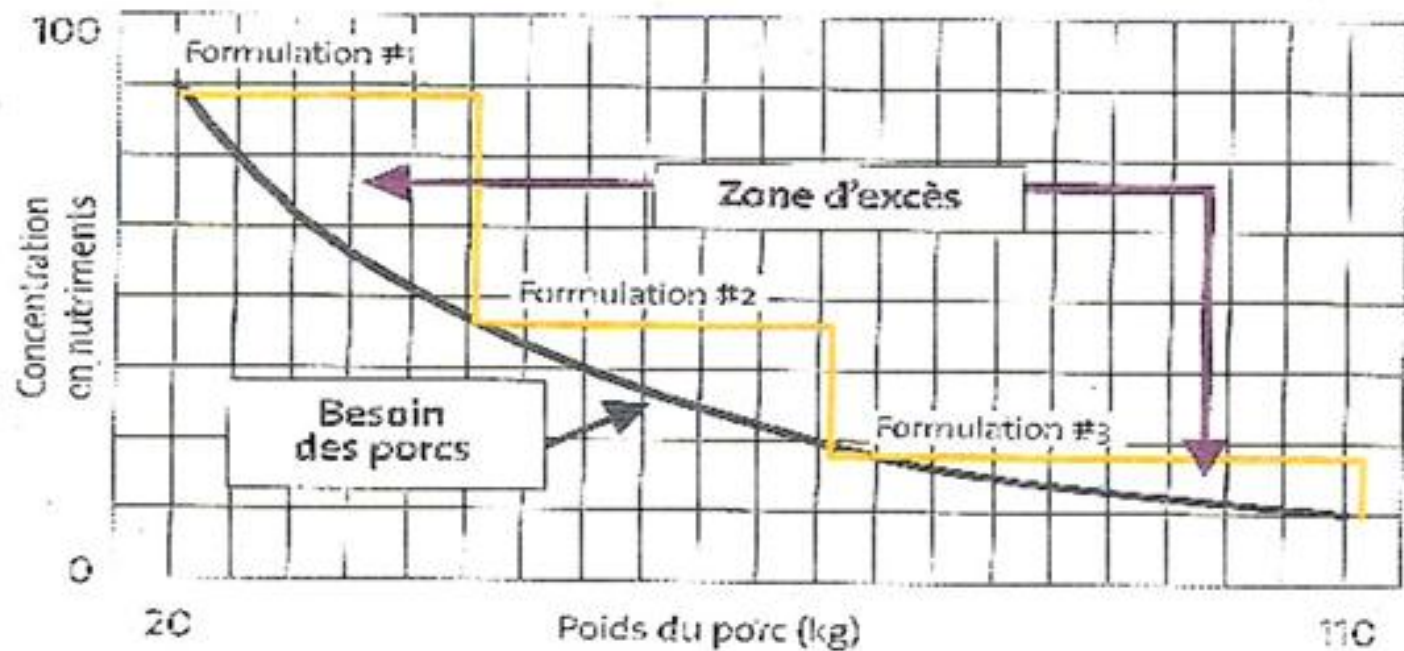 100
Formulation #1
Zone d'excès
Concentration
en nutriments
Formulation #2
Besoin
des porcs
Formulation #3
0
20
Poids du porc (kg)
110